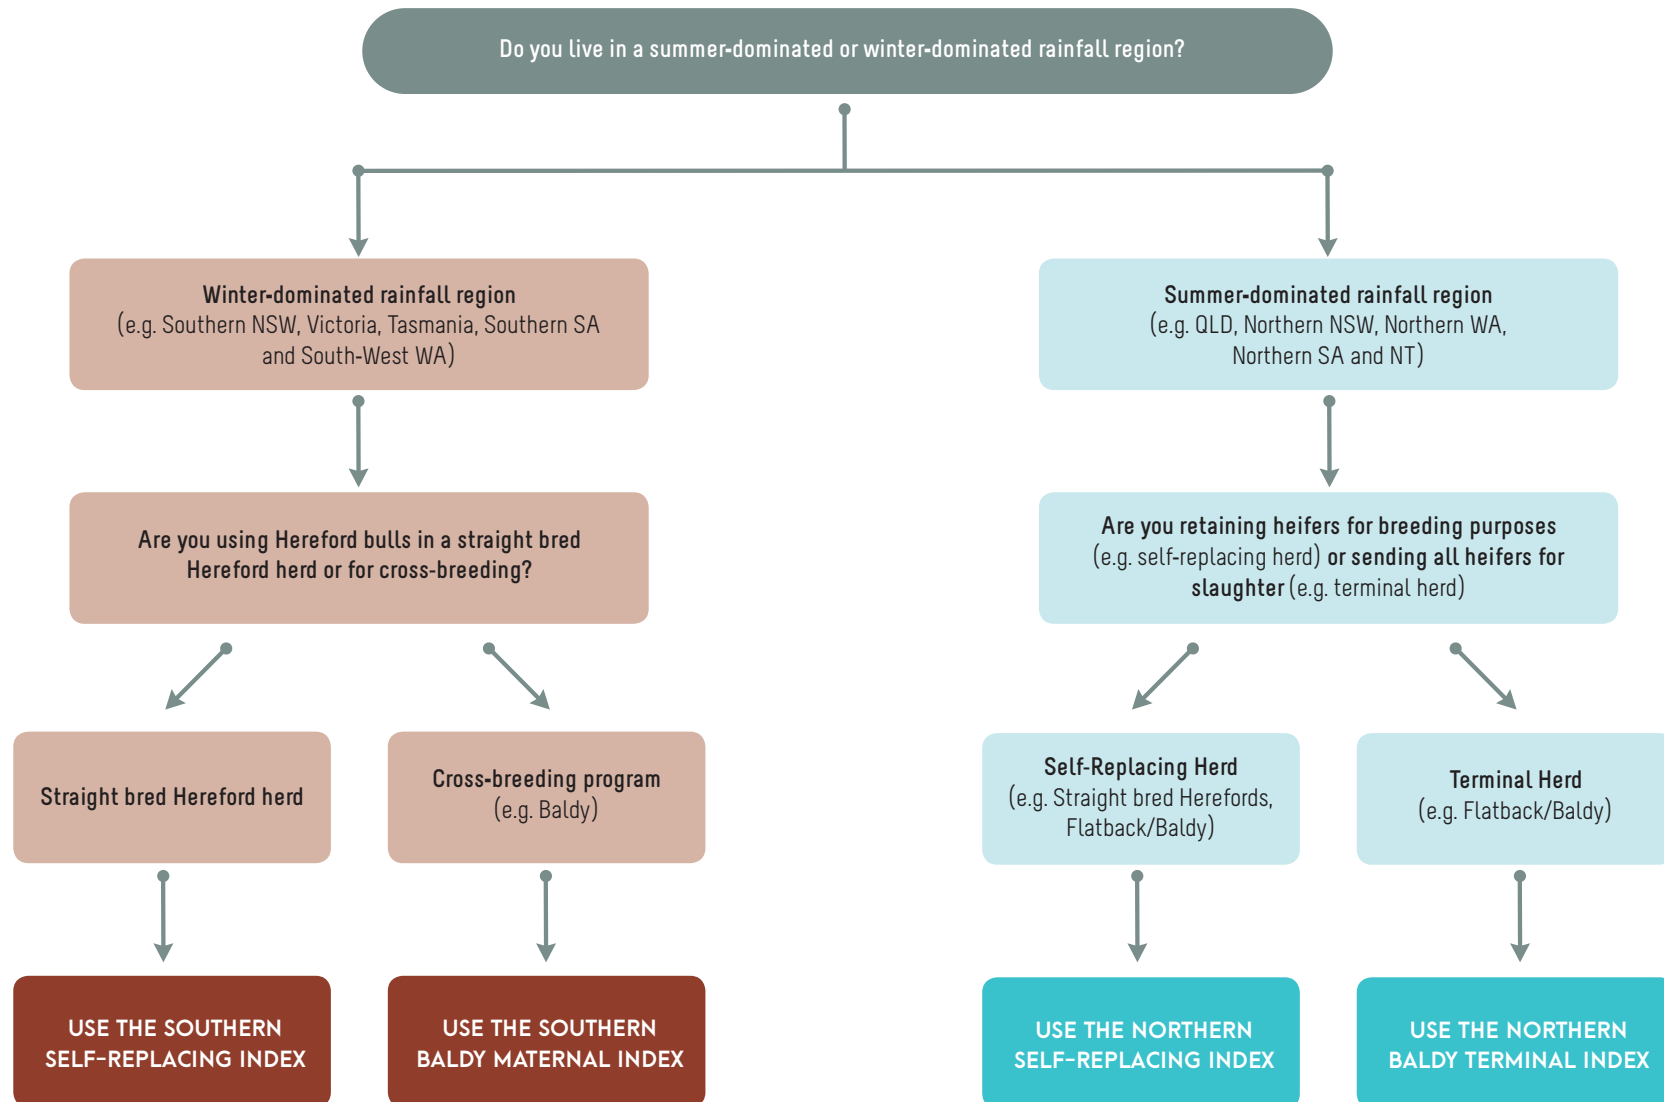 Do you live in a summer-dominated or winter-dominated rainfall region?
Winter-dominated rainfall region
(e.g. Southern NSW, Victoria, Tasmania, Southern SA
and South-West WA)
Summer-dominated rainfall region
(e.g. QLD, Northern NSW, Northern WA,
Northern SA and NT)
Are you using Hereford bulls in a straight bred
Hereford herd or for cross-breeding?
Are you retaining heifers for breeding purposes
(e.g. self-replacing herd) or sending all heifers for
slaughter (e.g. terminal herd)
Straight bred Hereford herd
Cross-breeding program
(e.g. Baldy)
Self-Replacing Herd
(e.g. Straight bred Herefords,
Flatback/Baldy)
Terminal Herd
(e.g. Flatback/Baldy)
USE THE SOUTHERN
SELF-REPLACING INDEX
USE THE SOUTHERN
BALDY MATERNAL INDEX
USE THE NORTHERN
SELF-REPLACING INDEX
USE THE NORTHERN
BALDY TERMINAL INDEX